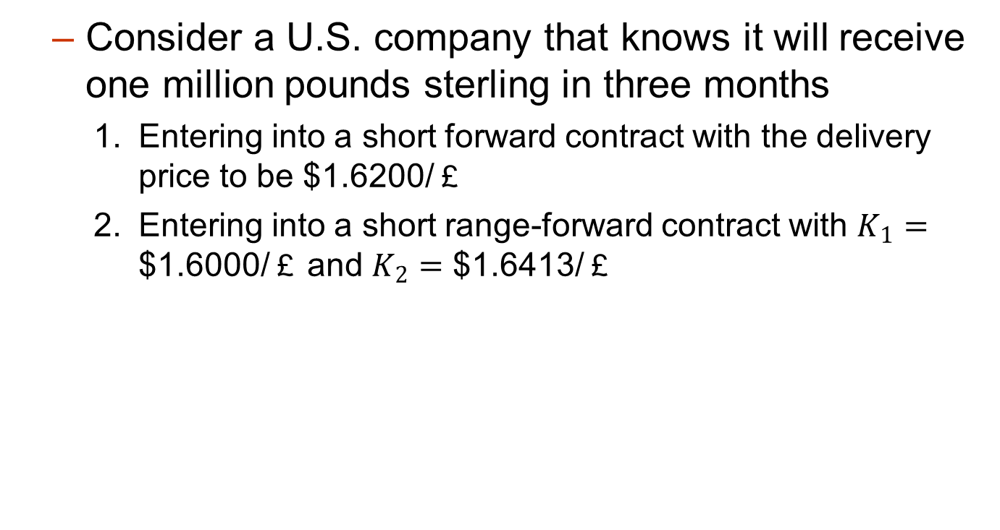 – Consider a U.S. company that knows it will receive
one million pounds sterling in three months
1. Entering into a short forward contract with the delivery
price to be $1.6200/£
2. Entering into a short range-forward contract with 𝐾₁ =
$1.6000/£ and 𝐾₂ = $1.6413/£